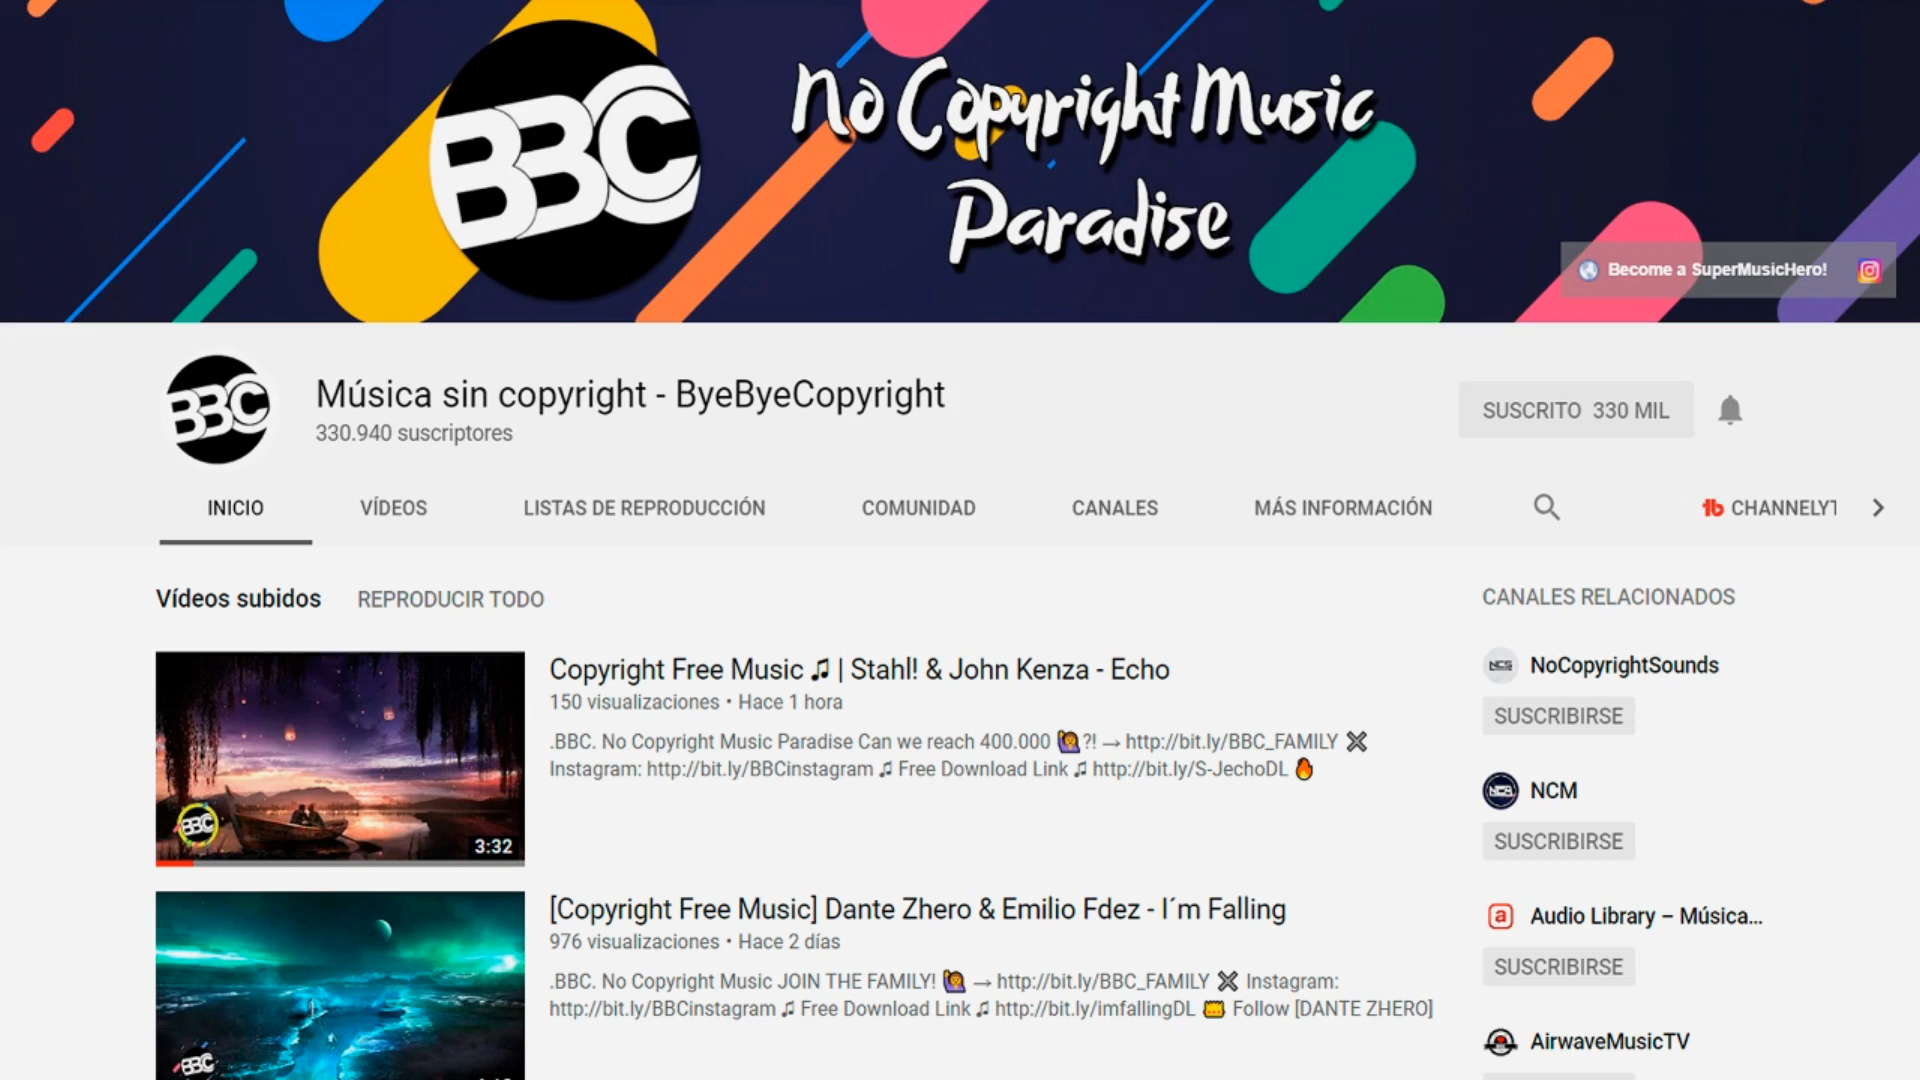 BBC
No Copyright Music
Paradise
Become a SuperMusicHero!
BBC
Música sin copyright - ByeByeCopyright
330.940 suscriptores
SUSCRITO 330 MIL
INICIO
VÍDEOS
LISTAS DE REPRODUCCIÓN
COMUNIDAD
CANALES
MÁS INFORMACIÓN
CHANNELYT
Vídeos subidos
REPRODUCIR TODO
BBC
3:32
Copyright Free Music ♫ | Stahl! & John Kenza - Echo
150 visualizaciones • Hace 1 hora
.BBC. No Copyright Music Paradise Can we reach 400.000 🙋?! → http://bit.ly/BBC_FAMILY ✖
Instagram: http://bit.ly/BBCinstagram ♫ Free Download Link ♫ http://bit.ly/S-JechoDL 🔥
BBC
[Copyright Free Music] Dante Zhero & Emilio Fdez - I´m Falling
976 visualizaciones • Hace 2 días
.BBC. No Copyright Music JOIN THE FAMILY! 🙋 → http://bit.ly/BBC_FAMILY ✖ Instagram:
http://bit.ly/BBCinstagram ♫ Free Download Link ♫ http://bit.ly/imfallingDL Follow [DANTE ZHERO]
CANALES RELACIONADOS
NCS
NoCopyrightSounds
SUSCRIBIRSE
NCM
SUSCRIBIRSE
a
Audio Library – Música...
SUSCRIBIRSE
AirwaveMusicTV